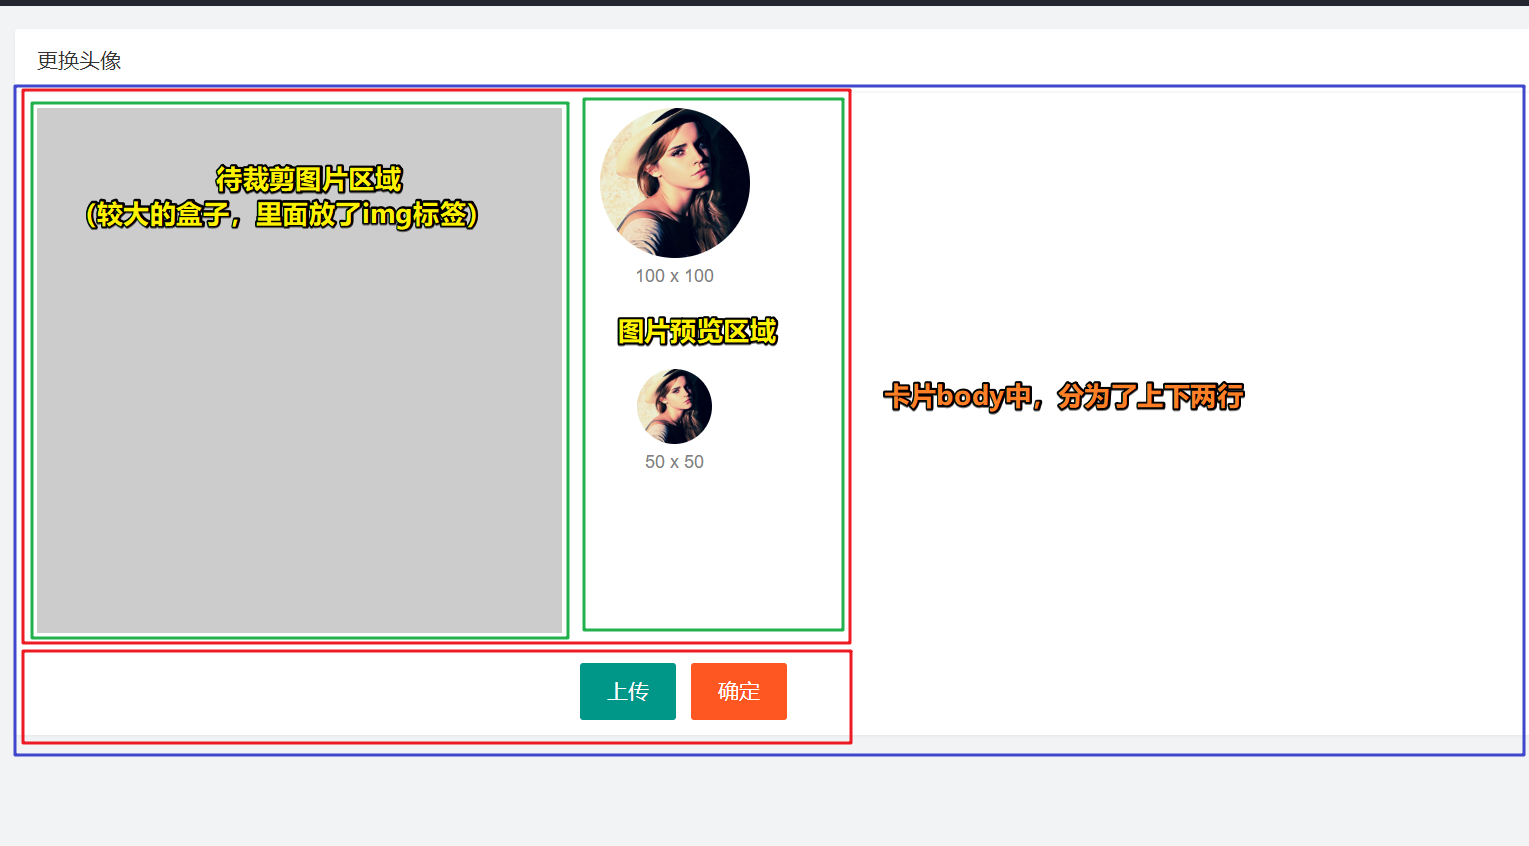 更换头像
待裁剪图片区域
（较大的盒子，里面放了img标签）
100 x 100
图片预览区域
50 x 50
卡片body中，分为了上下两行
上传
确定